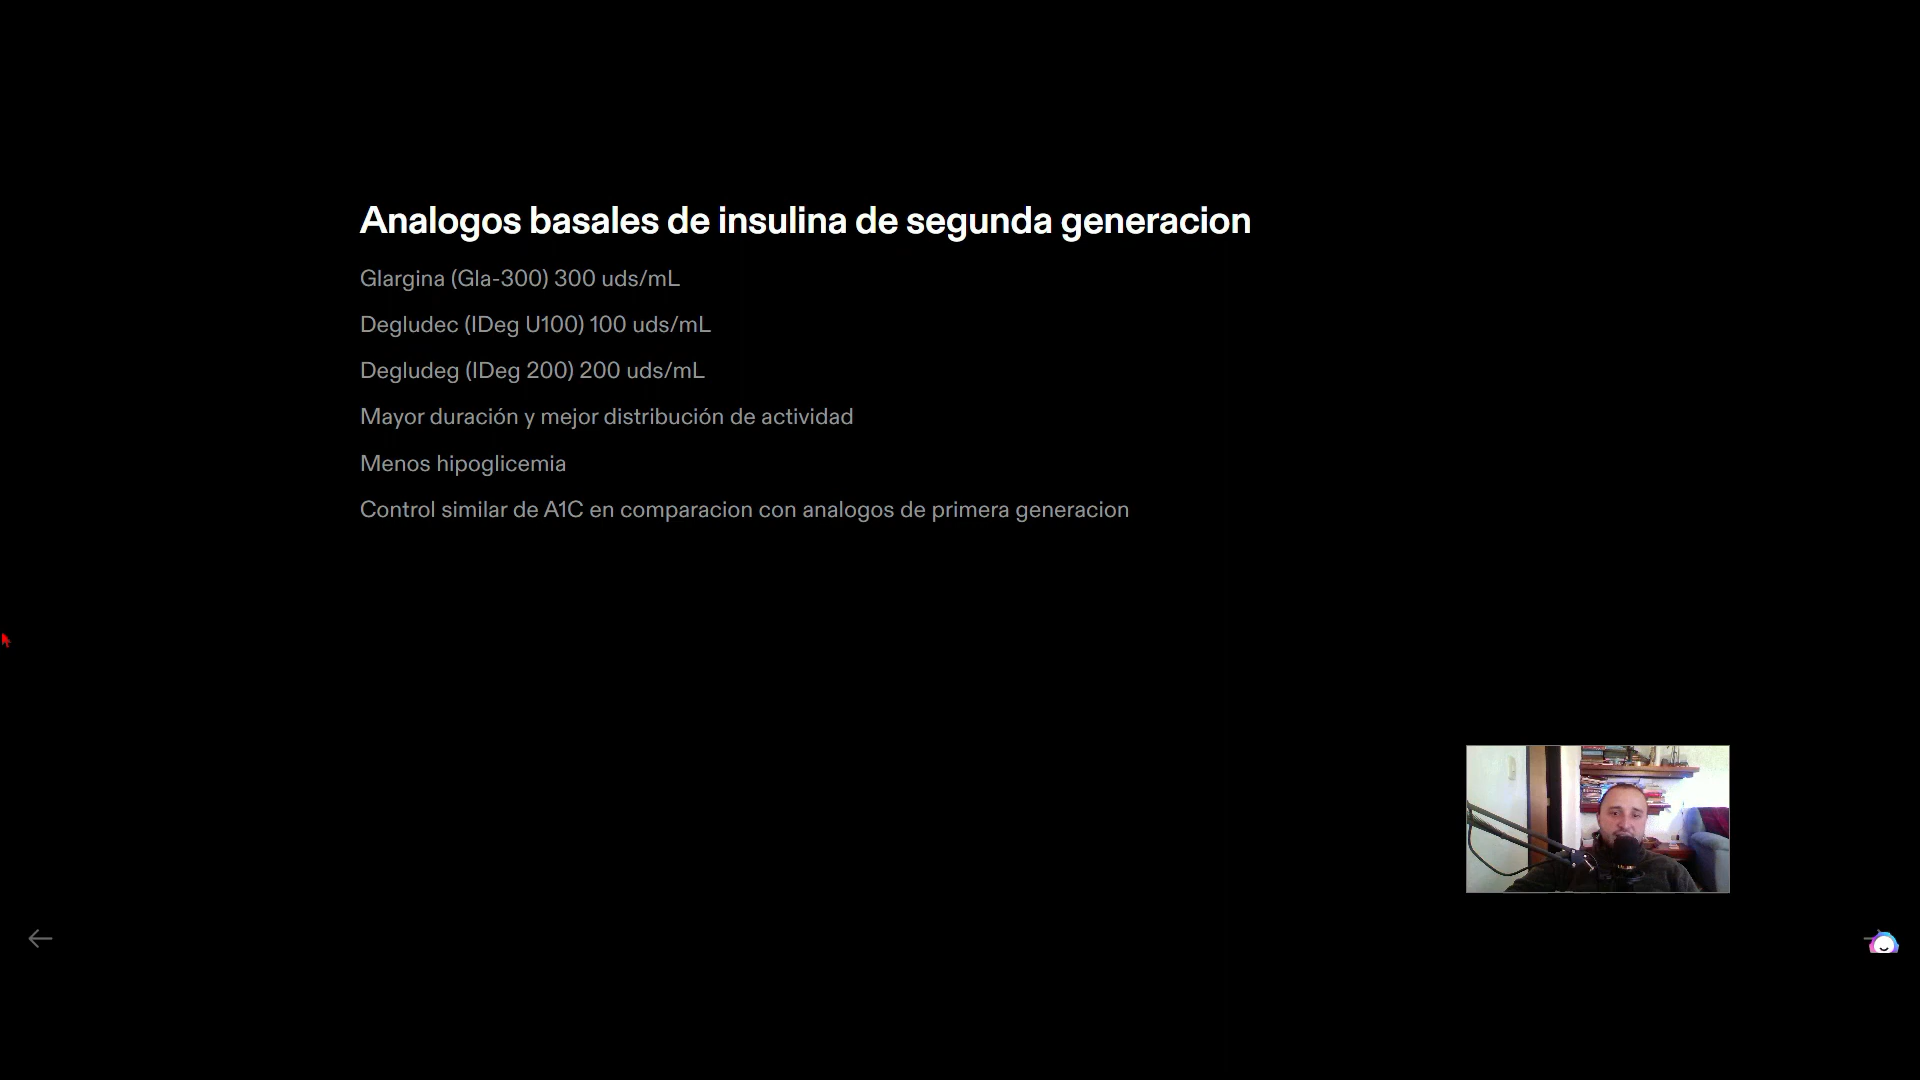 Analogos basales de insulina de segunda generacion
Glargina (Gla-300) 300 uds/mL
Degludec (IDeg U100) 100 uds/mL
Degludeg (IDeg 200) 200 uds/mL
Mayor duración y mejor distribución de actividad
Menos hipoglicemia
Control similar de A1C en comparacion con analogos de primera generacion